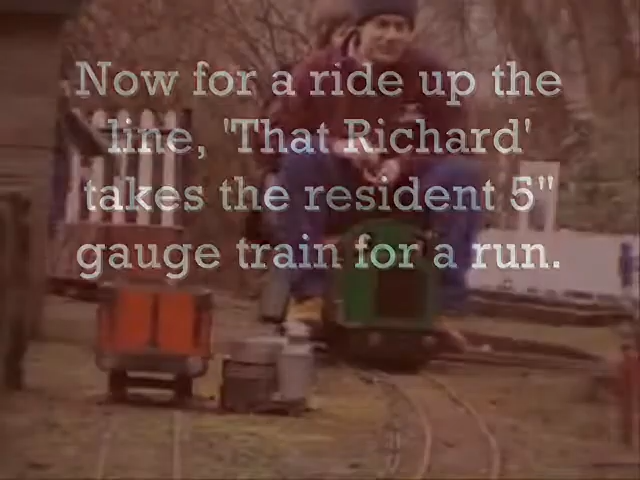 Now for a ride up the
line, 'That Richard'
takes the resident 5"
gauge train for a run.